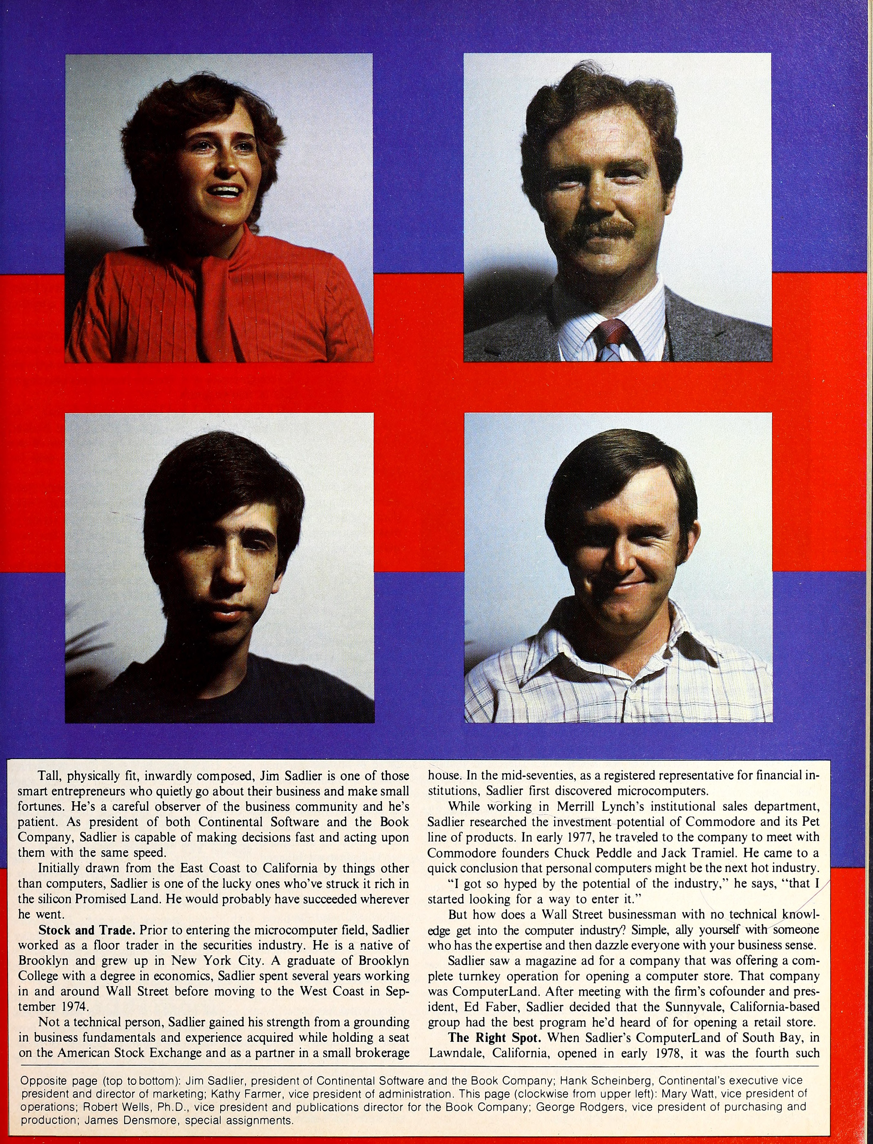 Tall, physically fit, inwardly composed, Jim Sadlier is one of those
smart entrepreneurs who quietly go about their business and make small
fortunes. He's a careful observer of the business community and he's
patient. As president of both Continental Software and the Book
Company, Sadlier is capable of making decisions fast and acting upon
them with the same speed.
Initially drawn from the East Coast to California by things other
than computers, Sadlier is one of the lucky ones who've struck it rich in
the silicon Promised Land. He would probably have succeeded wherever
he went.
Stock and Trade. Prior to entering the microcomputer field, Sadlier
worked as a floor trader in the securities industry. He is a native of
Brooklyn and grew up in New York City. A graduate of Brooklyn
College with a degree in economics, Sadlier spent several years working
in and around Wall Street before moving to the West Coast in Sep-
tember 1974.
Not a technical person, Sadlier gained his strength from a grounding
in business fundamentals and experience acquired while holding a seat
on the American Stock Exchange and as a partner in a small brokerage
house. In the mid-seventies, as a registered representative for financial in-
stitutions, Sadlier first discovered microcomputers.
While working in Merrill Lynch's institutional sales department,
Sadlier researched the investment potential of Commodore and its Pet
line of products. In early 1977, he traveled to the company to meet with
Commodore founders Chuck Peddle and Jack Tramiel. He came to a
quick conclusion that personal computers might be the next hot industry.
"I got so hyped by the potential of the industry," he says, "that I
started looking for a way to enter it."
But how does a Wall Street businessman with no technical knowl-
edge get into the computer industry? Simple, ally yourself with someone
who has the expertise and then dazzle everyone with your business sense.
Sadlier saw a magazine ad for a company that was offering a com-
plete turnkey operation for opening a computer store. That company
was ComputerLand. After meeting with the firm's cofounder and pres-
ident, Ed Faber, Sadlier decided that the Sunnyvale, California-based
group had the best program he'd heard of for opening a retail store.
The Right Spot. When Sadlier's ComputerLand of South Bay, in
Lawndale, California, opened in early 1978, it was the fourth such
Opposite page (top to bottom): Jim Sadlier, president of Continental Software and the Book Company; Hank Scheinberg, Continental's executive vice
president and director of marketing; Kathy Farmer, vice president of administration. This page (clockwise from upper left): Mary Watt, vice president of
operations; Robert Wells, Ph.D., vice president and publications director for the Book Company; George Rodgers, vice president of purchasing and
production; James Densmore, special assignments.